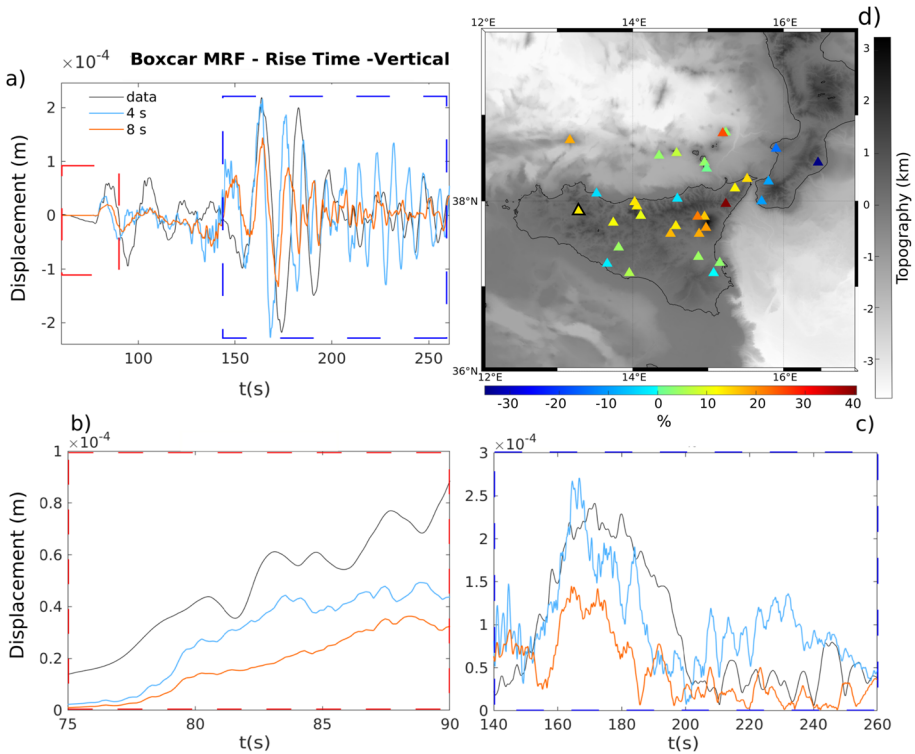 12°E
14°E
16°E
d)
Boxcar MRF - Rise Time -Vertical
×10⁻⁴
a)
data
4 s
8 s
2
1
0
-1
-2
Displacement (m)
100
150
200
250
t(s)
38°N
36°N
12°E
14°E
16°E
3
2
1
0
-1
-2
-3
Topography (km)
-30
-20
-10
0
10
20
30
40
%
b)
×10⁻⁴
1
0.8
0.6
0.4
0.2
0
Displacement (m)
75
80
85
90
t(s)
c)
3 ×10⁻⁴
2.5
2
1.5
1
0.5
0
140
160
180
200
220
240
260
t(s)